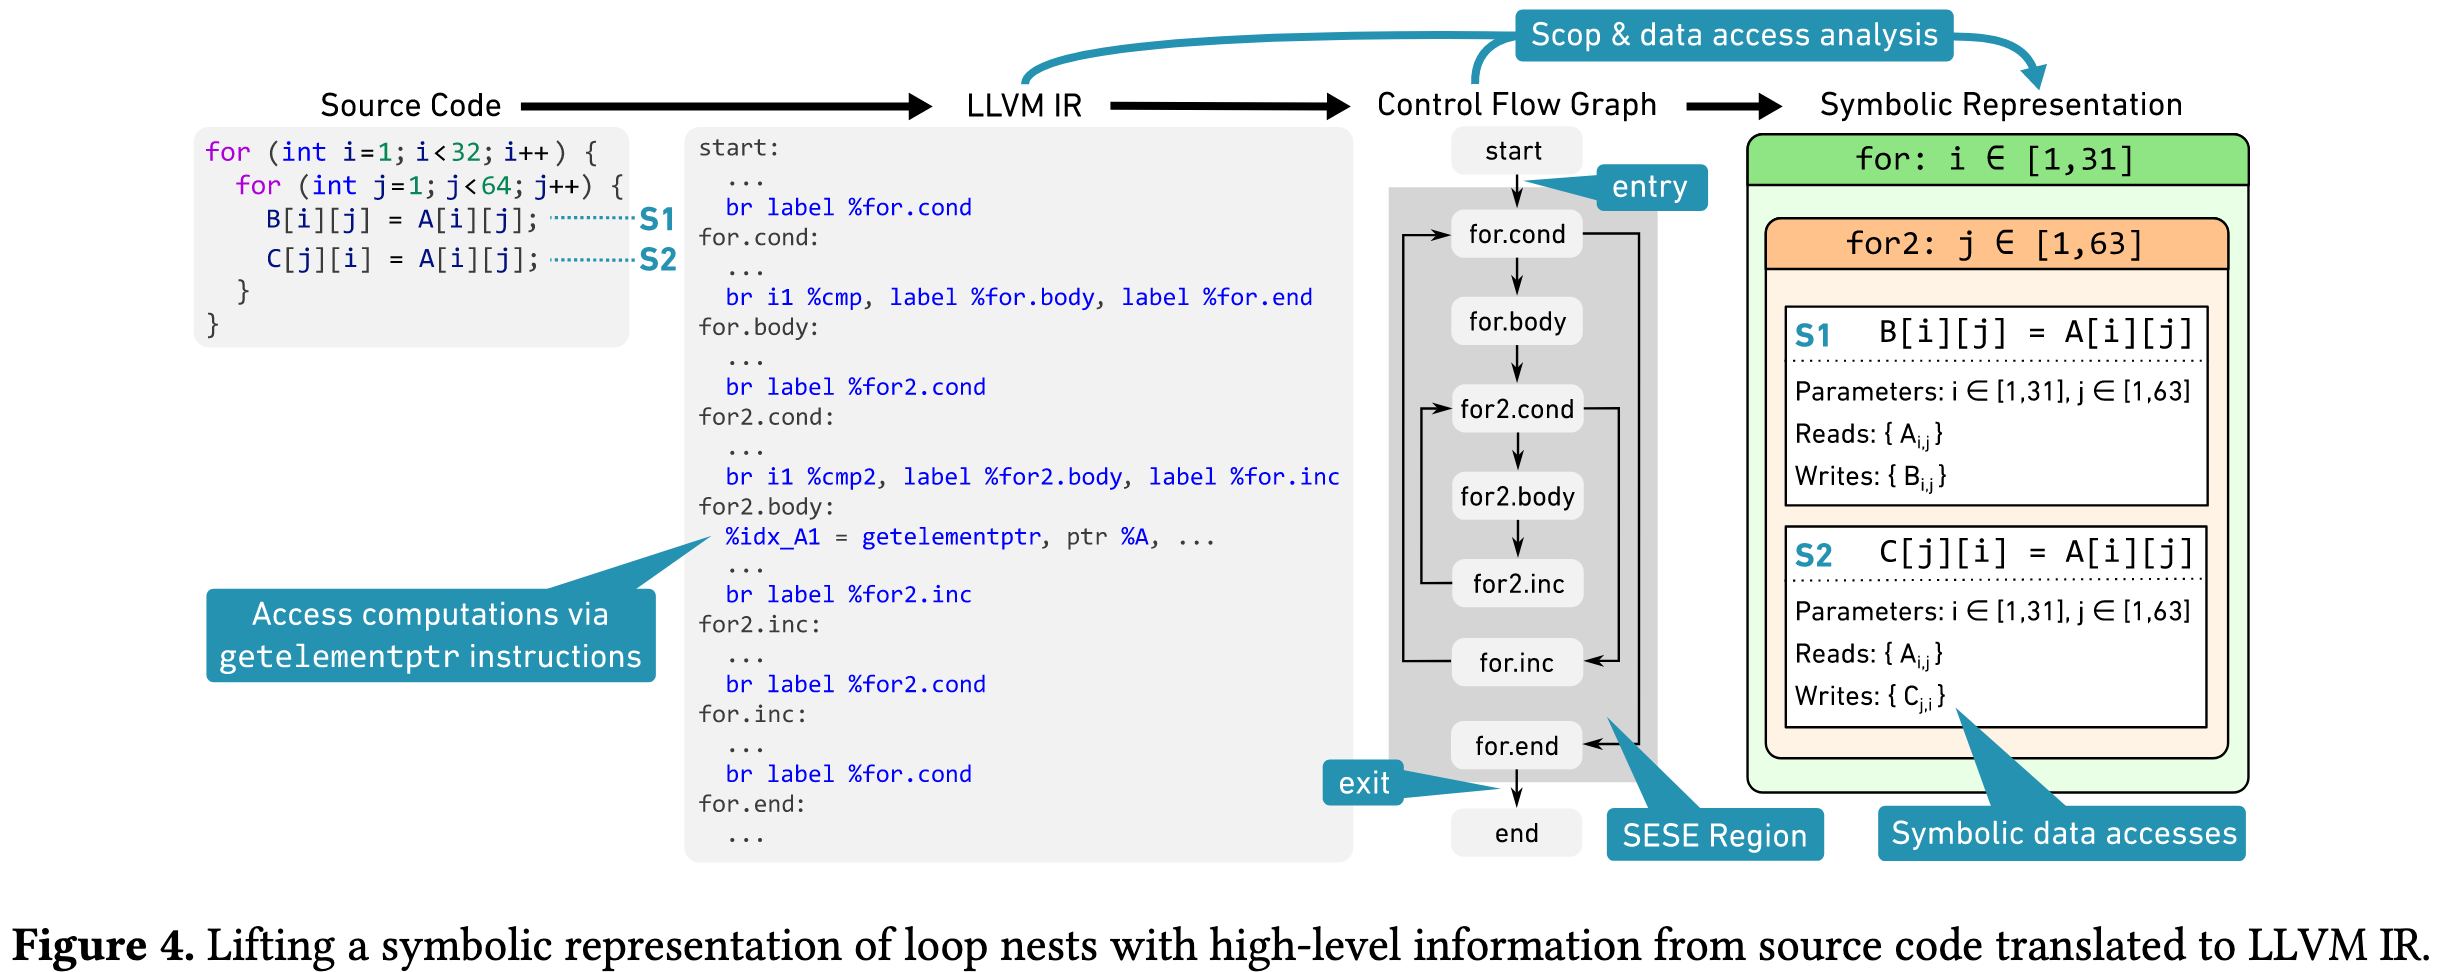 Scop & data access analysis
Source Code
LLVM IR
Control Flow Graph
Symbolic Representation
for (int i=1; i<32; i++) {
for (int j=1; j<64; j++) {
B[i][j] = A[i][j];
S1
C[j][i] = A[i][j];
S2
}
}
Access computations via
getelementptr instructions
start:
...
br label %for.cond
for.cond:
...
br i1 %cmp, label %for.body, label %for.end
for.body:
...
br label %for2.cond
for2.cond:
...
br i1 %cmp2, label %for2.body, label %for.inc
for2.body:
%idx_A1 = getelementptr, ptr %A, ...
...
br label %for2.inc
for2.inc:
...
br label %for2.cond
for.inc:
...
br label %for.cond
for.end:
...
start
entry
for.cond
for.body
for2.cond
for2.body
for2.inc
for.inc
for.end
exit
end
SESE Region
for: i ∈ [1,31]
for2: j ∈ [1,63]
S1 B[i][j] = A[i][j]
Parameters: i ∈ [1,31], j ∈ [1,63]
Reads: { Ai,j }
Writes: { Bi,j }
S2 C[j][i] = A[i][j]
Parameters: i ∈ [1,31], j ∈ [1,63]
Reads: { Ai,j }
Writes: { Cj,i }
Symbolic data accesses
Figure 4. Lifting a symbolic representation of loop nests with high-level information from source code translated to LLVM IR.